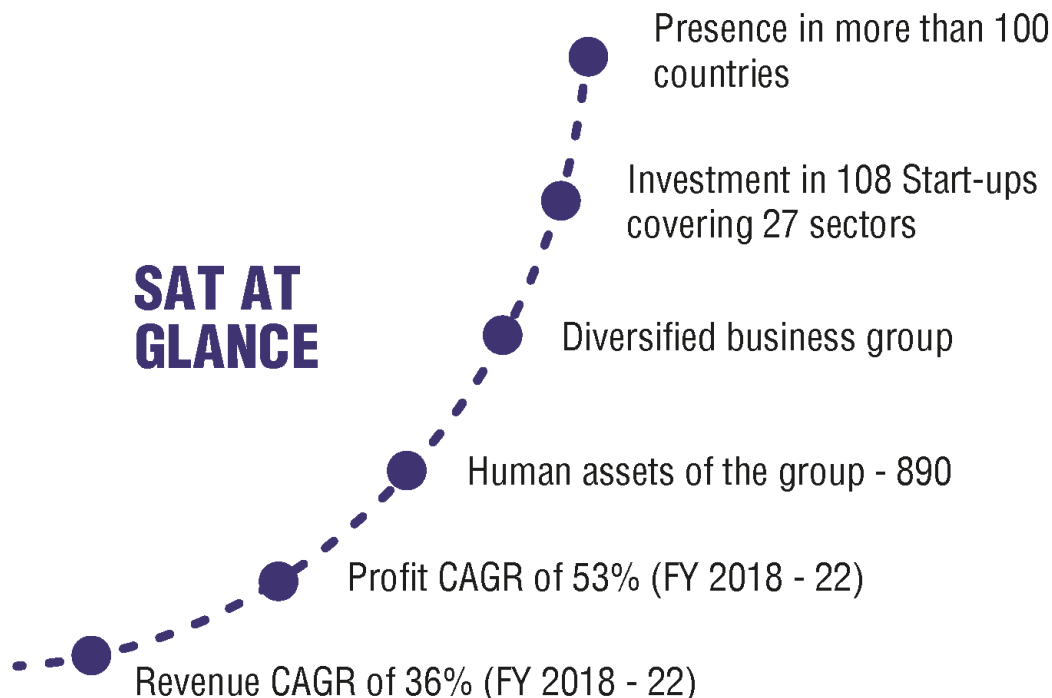 Presence in more than 100
countries
Investment in 108 Start-ups
covering 27 sectors
SAT AT
GLANCE
Diversified business group
Human assets of the group - 890
Profit CAGR of 53% (FY 2018 - 22)
Revenue CAGR of 36% (FY 2018 - 22)